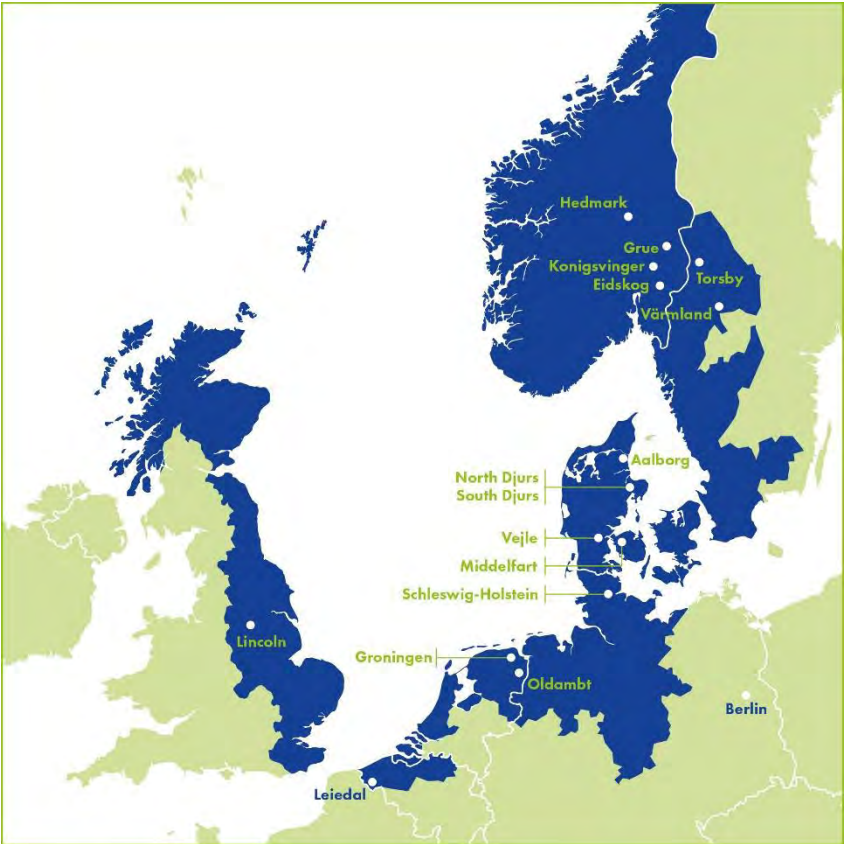 Hedmark
Grue
Konigsvinger
Torsby
Eidskog
Värmland
Aalborg
North Djurs
South Djurs
Vejle
Middelfart
Schleswig-Holstein
Lincoln
Groningen
Oldambt
Berlin
Leiedal